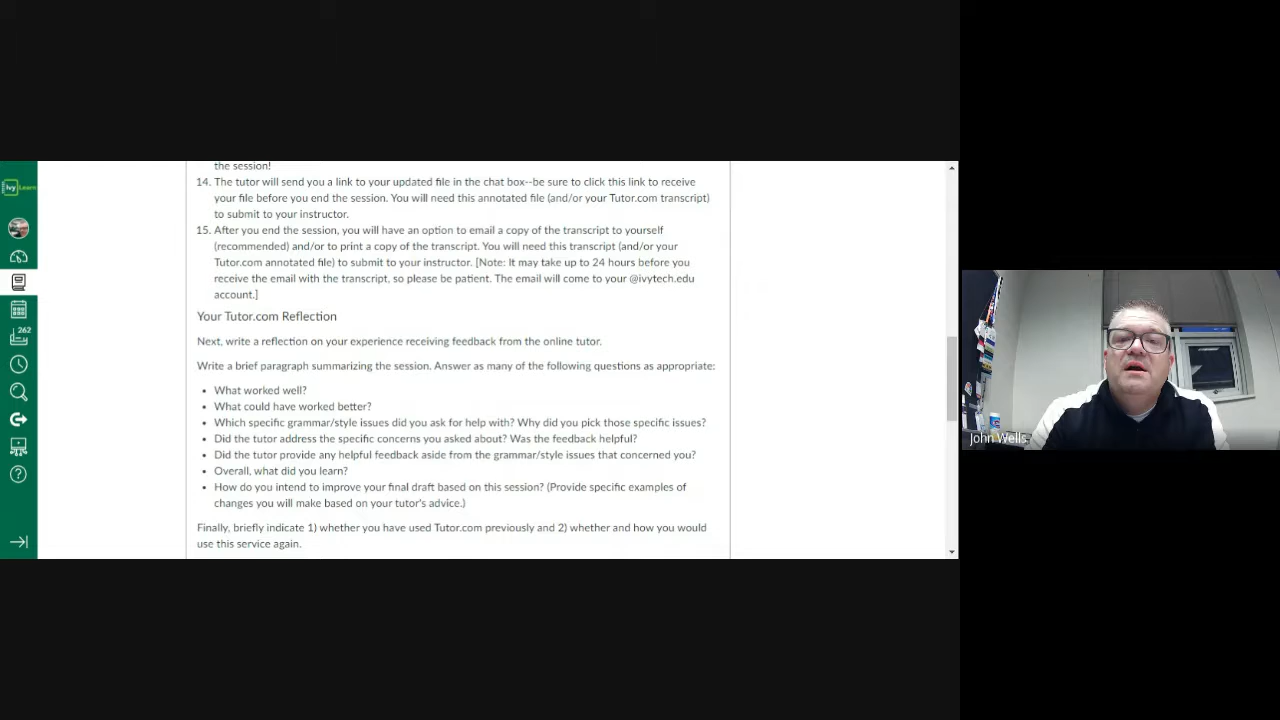 the session!
14. The tutor will send you a link to your updated file in the chat box--be sure to click this link to receive
your file before you end the session. You will need this annotated file (and/or your Tutor.com transcript)
to submit to your instructor.
15. After you end the session, you will have an option to email a copy of the transcript to yourself
(recommended) and/or to print a copy of the transcript. You will need this transcript (and/or your
Tutor.com annotated file) to submit to your instructor. [Note: It may take up to 24 hours before you
receive the email with the transcript, so please be patient. The email will come to your @ivytech.edu
account.]
Your Tutor.com Reflection
Next, write a reflection on your experience receiving feedback from the online tutor.
Write a brief paragraph summarizing the session. Answer as many of the following questions as appropriate:
• What worked well?
• What could have worked better?
• Which specific grammar/style issues did you ask for help with? Why did you pick those specific issues?
• Did the tutor address the specific concerns you asked about? Was the feedback helpful?
• Did the tutor provide any helpful feedback aside from the grammar/style issues that concerned you?
• Overall, what did you learn?
• How do you intend to improve your final draft based on this session? (Provide specific examples of
changes you will make based on your tutor's advice.)
Finally, briefly indicate 1) whether you have used Tutor.com previously and 2) whether and how you would
use this service again.
ivy Learn
262
John Wells